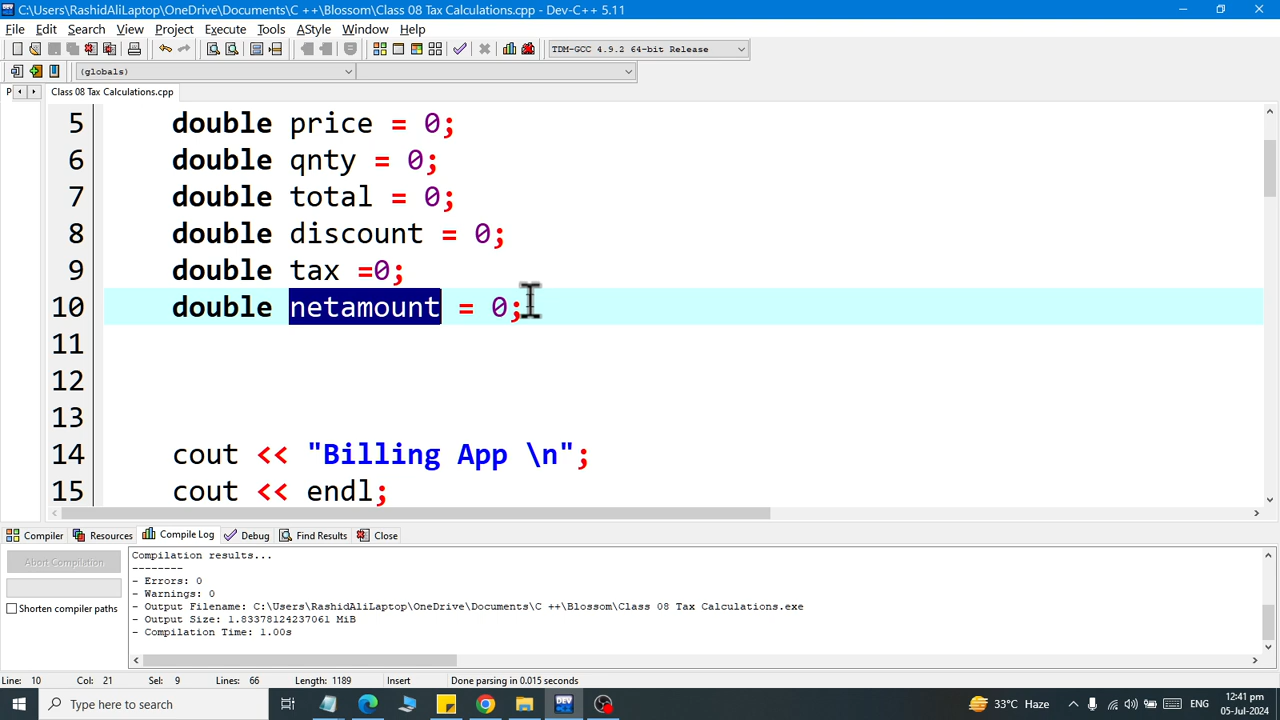 C:\Users\RashidAliLaptop\OneDrive\Documents\C ++\Blossom\Class 08 Tax Calculations.cpp - Dev-C++ 5.11
File Edit Search View Project Execute Tools AStyle Window Help
TDM-GCC 4.9.2 64-bit Release
(globals)
P Class 08 Tax Calculations.cpp
5 double price = 0;
6 double qnty = 0;
7 double total = 0;
8 double discount = 0;
9 double tax =0;
10 double netamount = 0;
11
12
13
14 cout << "Billing App \n";
15 cout << endl;
Compiler Resources Compile Log Debug Find Results Close
Abort Compilation
Shorten compiler paths
Compilation results...
--------
- Errors: 0
- Warnings: 0
- Output Filename: C:\Users\RashidAliLaptop\OneDrive\Documents\C ++\Blossom\Class 08 Tax Calculations.exe
- Output Size: 1.83378124237061 MiB
- Compilation Time: 1.00s
Line: 10 Col: 21 Sel: 9 Lines: 66 Length: 1189 Insert Done parsing in 0.015 seconds
Type here to search
DEV
33°C Haze
ENG
12:41 pm
05-Jul-2024